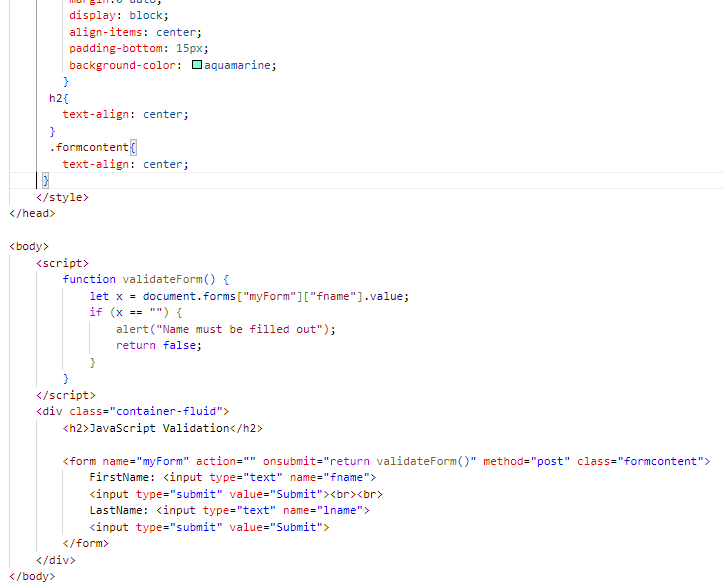 margin:0 auto;
display: block;
align-items: center;
padding-bottom: 15px;
background-color: aquamarine;
}
h2{
text-align: center;
}
.formcontent{
text-align: center;
}
</style>
</head>
<body>
<script>
function validateForm() {
let x = document.forms["myForm"]["fname"].value;
if (x == "") {
alert("Name must be filled out");
return false;
}
}
</script>
<div class="container-fluid">
<h2>JavaScript Validation</h2>
<form name="myForm" action="" onsubmit="return validateForm()" method="post" class="formcontent">
FirstName: <input type="text" name="fname">
<input type="submit" value="Submit"><br><br>
LastName: <input type="text" name="lname">
<input type="submit" value="Submit">
</form>
</div>
</body>